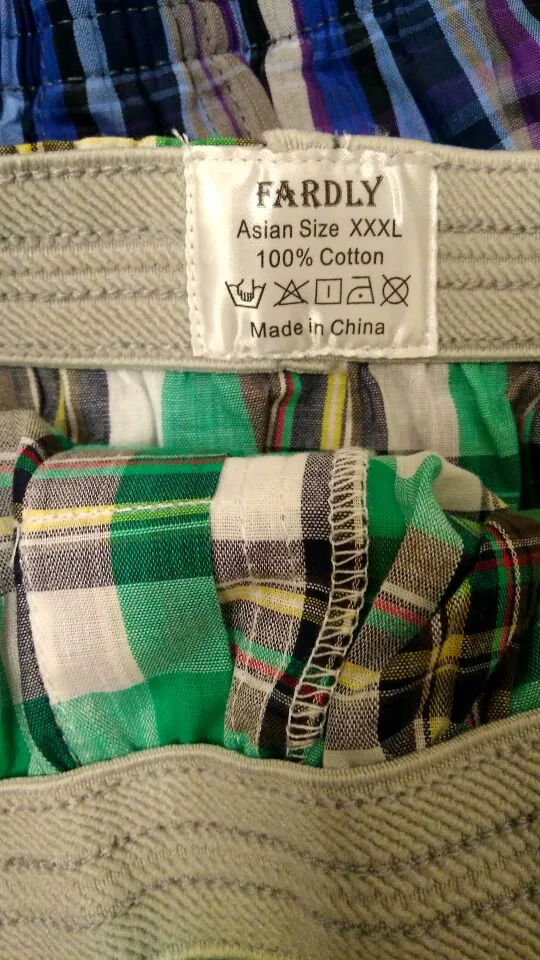 FARDLY
Asian Size XXXL
100% Cotton
Made in China